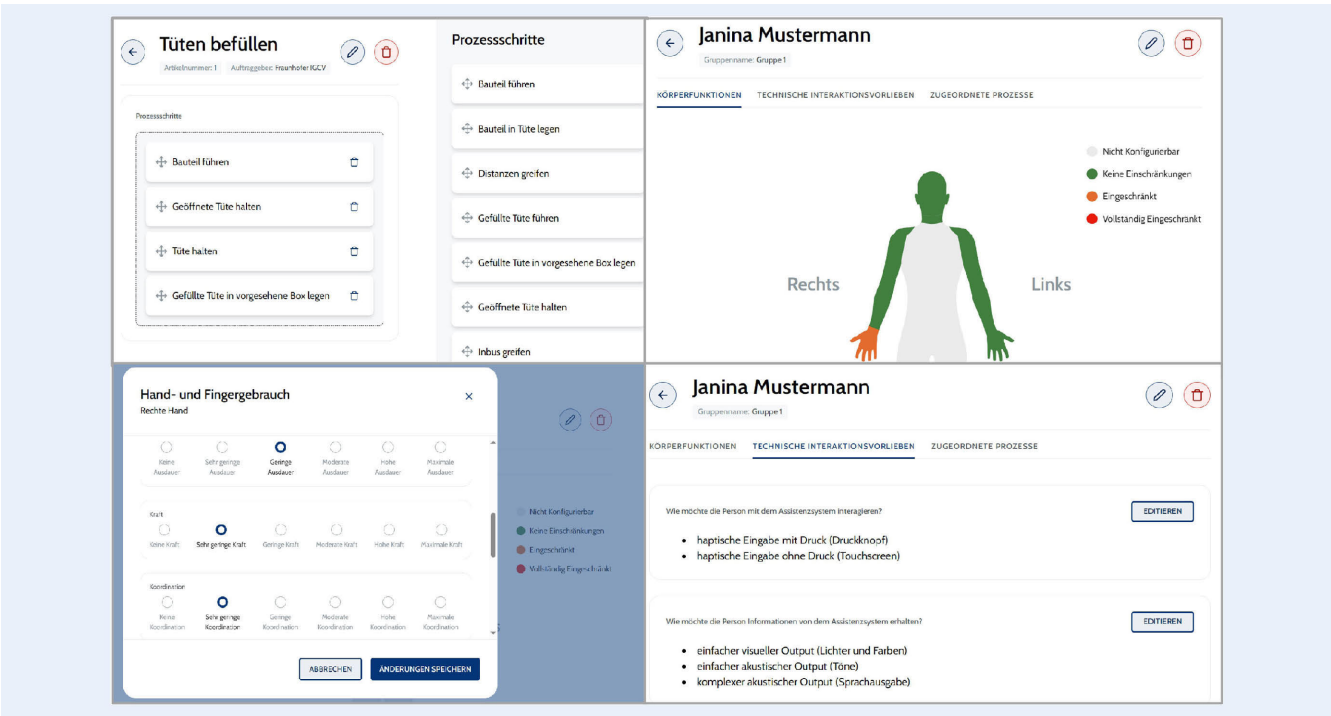 Tüten befüllen
Artikelnummer: 1 Auftraggeber: Fraunhofer IGCV
Prozessschritte
Bauteil führen
Geöffnete Tüte halten
Tüte halten
Gefüllte Tüte in vorgesehene Box legen
Prozessschritte
Bauteil führen
Bauteil in Tüte legen
Distanzen greifen
Gefüllte Tüte führen
Gefüllte Tüte in vorgesehene Box legen
Geöffnete Tüte halten
Inbus greifen
Janina Mustermann
Gruppenname: Gruppe 1
KÖRPERFUNKTIONEN TECHNISCHE INTERAKTIONSVORLIEBEN ZUGEORDNETE PROZESSE
Nicht Konfigurierbar
Keine Einschränkungen
Eingeschränkt
Vollständig Eingeschränkt
Rechts Links
Hand- und Fingergebrauch
Rechte Hand
Keine Ausdauer
Sehr geringe Ausdauer
Geringe Ausdauer
Moderate Ausdauer
Hohe Ausdauer
Maximale Ausdauer
Kraft
Keine Kraft Sehr geringe Kraft Geringe Kraft Moderate Kraft Hohe Kraft Maximale Kraft
Koordination
Keine Koordination
Sehr geringe Koordination
Geringe Koordination
Moderate Koordination
Hohe Koordination
Maximale Koordination
ABBRECHEN ÄNDERUNGEN SPEICHERN
Nicht Konfigurierbar
Keine Einschränkungen
Eingeschränkt
Vollständig Eingeschränkt
Janina Mustermann
Gruppenname: Gruppe 1
KÖRPERFUNKTIONEN TECHNISCHE INTERAKTIONSVORLIEBEN ZUGEORDNETE PROZESSE
Wie möchte die Person mit dem Assistenzsystem interagieren? EDITIEREN
• haptische Eingabe mit Druck (Druckknopf)
• haptische Eingabe ohne Druck (Touchscreen)
Wie möchte die Person Informationen von dem Assistenzsystem erhalten? EDITIEREN
• einfacher visueller Output (Lichter und Farben)
• einfacher akustischer Output (Töne)
• komplexer akustischer Output (Sprachausgabe)